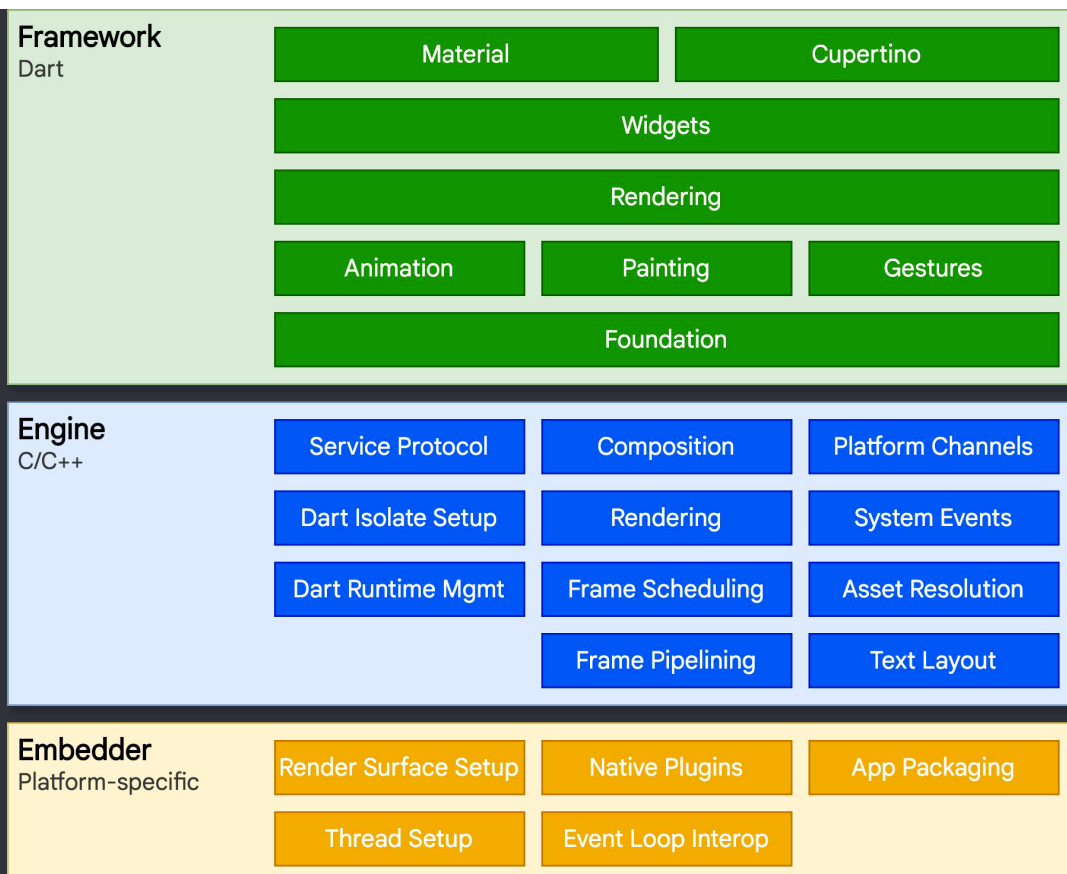 Framework
Dart
Material
Cupertino
Widgets
Rendering
Animation
Painting
Gestures
Foundation
Engine
C/C++
Service Protocol
Composition
Platform Channels
Dart Isolate Setup
Rendering
System Events
Dart Runtime Mgmt
Frame Scheduling
Asset Resolution
Frame Pipelining
Text Layout
Embedder
Platform-specific
Render Surface Setup
Native Plugins
App Packaging
Thread Setup
Event Loop Interop